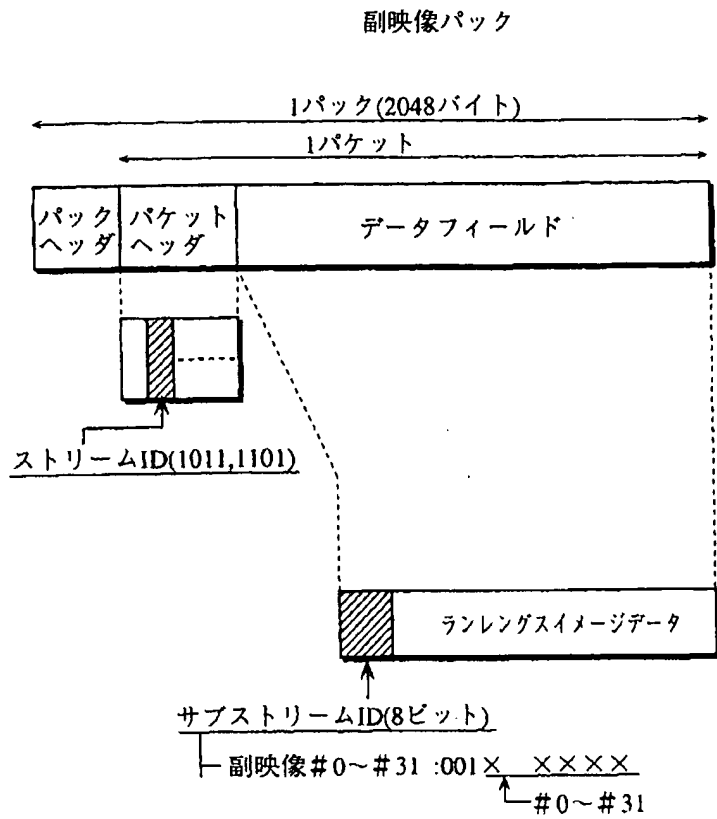 副映像パック
1パック(2048バイト)
1パケット
パック
ヘッダ
パケット
ヘッダ
データフィールド
ストリームID(1011,1101)
ランレングスイメージデータ
サブストリームID(8ビット)
副映像#0~#31 :001× ××××
#0~#31